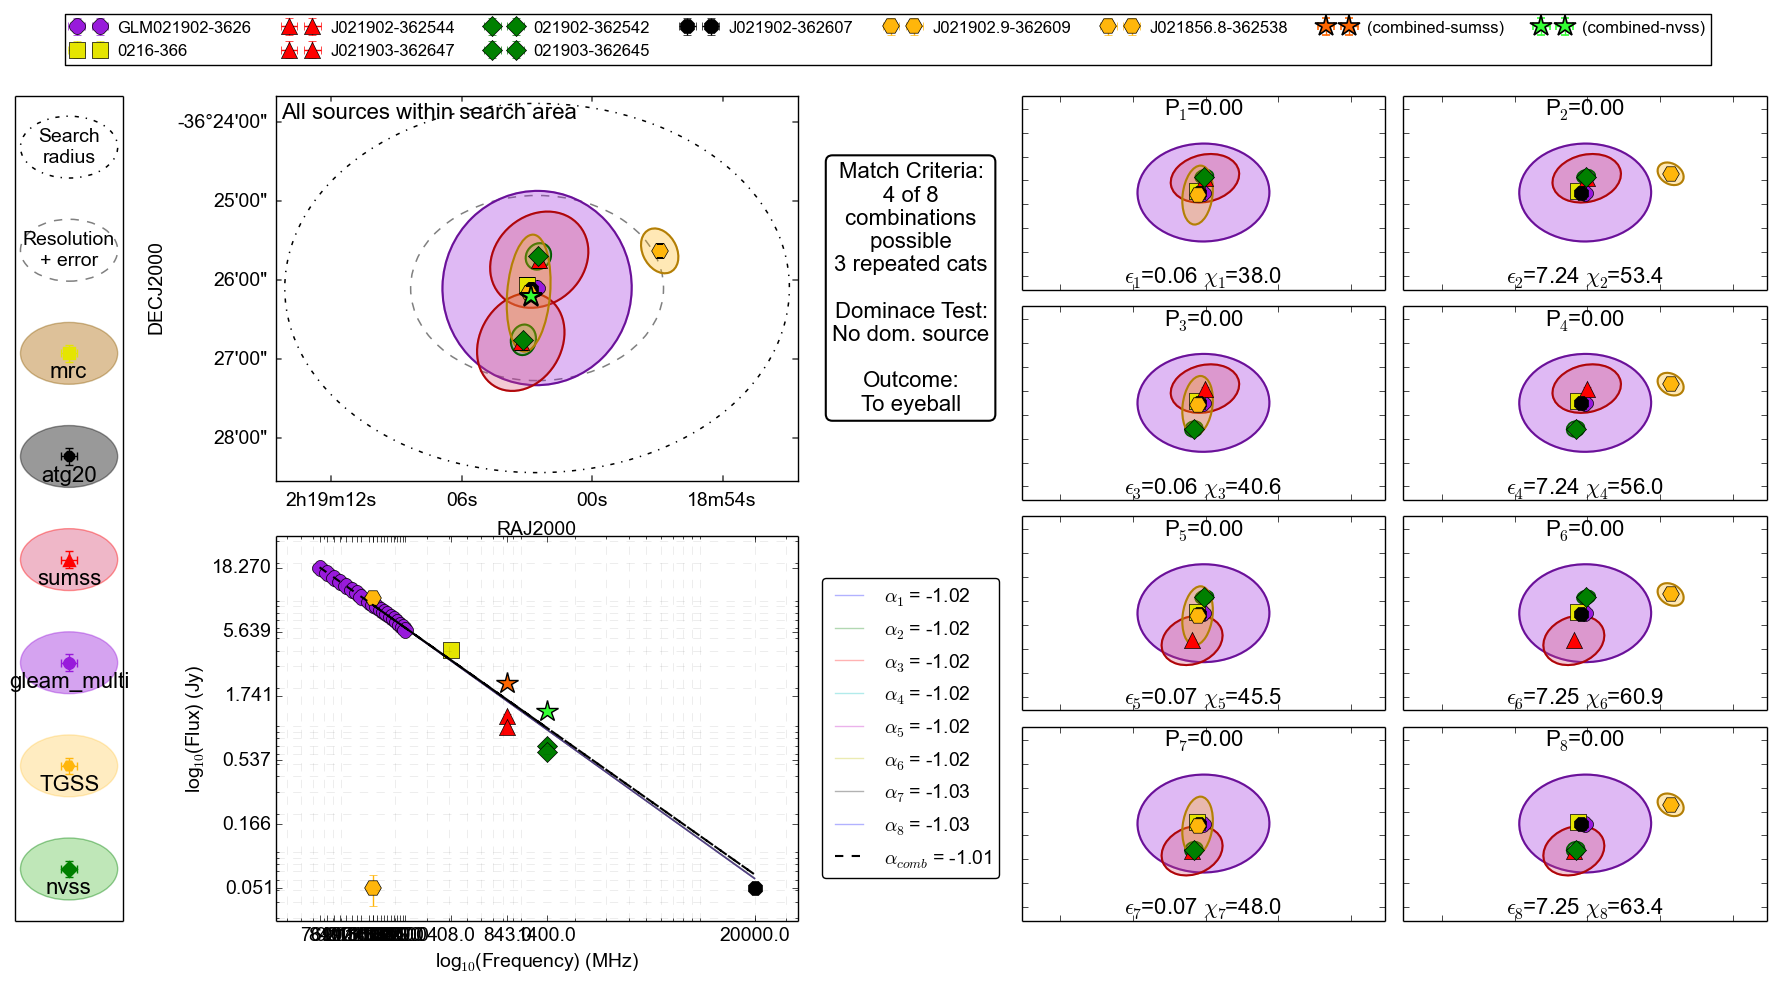 GLM021902-3626
J021902-362544
021902-362542
J021902-362607
J021902.9-362609
J021856.8-362538
(combined-sumss)
(combined-nvss)
0216-366
J021903-362647
021903-362645
Search
radius
Resolution
+ error
mrc
atg20
sumss
gleam_multi
TGSS
nvss
All sources within search area
-36°24'00"
25'00"
26'00"
27'00"
28'00"
DECJ2000
2h19m12s
06s
00s
18m54s
RAJ2000
Match Criteria:
4 of 8
combinations
possible
3 repeated cats
Dominace Test:
No dom. source
Outcome:
To eyeball
P1=0.00
ϵ1=0.06 χ1=38.0
P2=0.00
ϵ2=7.24 χ2=53.4
P3=0.00
ϵ3=0.06 χ3=40.6
P4=0.00
ϵ4=7.24 χ4=56.0
P5=0.00
ϵ5=0.07 χ5=45.5
P6=0.00
ϵ6=7.25 χ6=60.9
P7=0.00
ϵ7=0.07 χ7=48.0
P8=0.00
ϵ8=7.25 χ8=63.4
18.270
5.639
1.741
0.537
0.166
0.051
log10(Flux) (Jy)
408.0
843.0
1400.0
20000.0
log10(Frequency) (MHz)
α1 = -1.02
α2 = -1.02
α3 = -1.02
α4 = -1.02
α5 = -1.02
α6 = -1.02
α7 = -1.03
α8 = -1.03
αcomb = -1.01